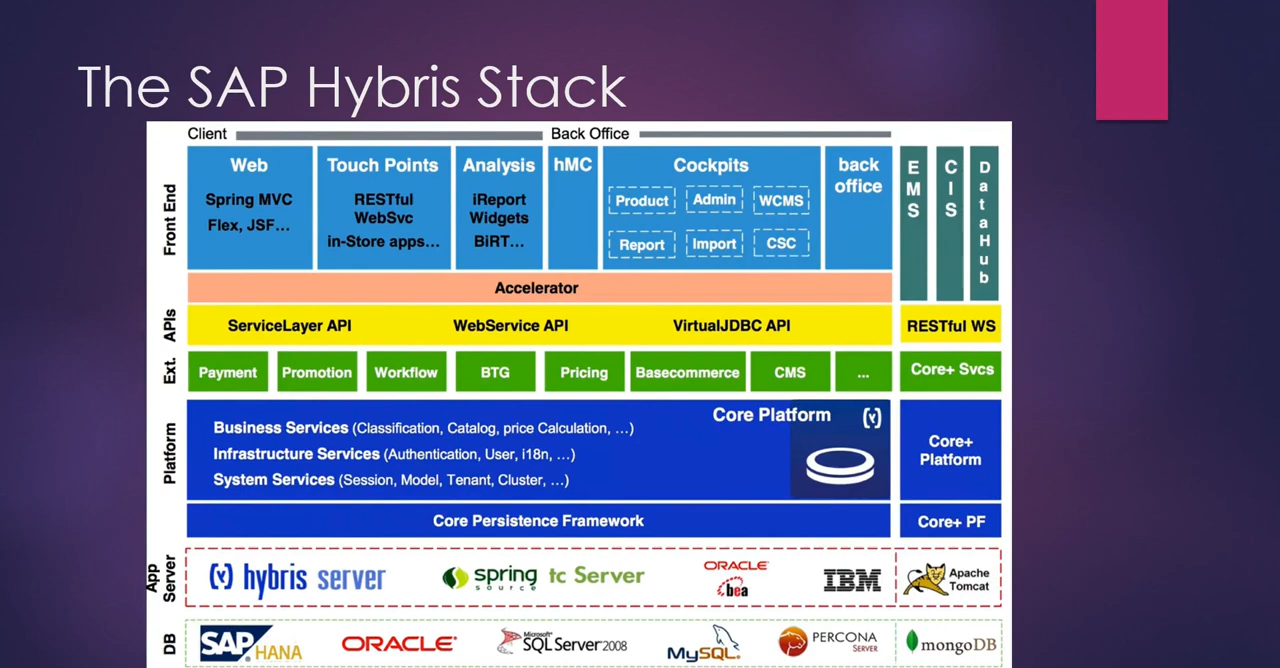 The SAP Hybris Stack
Client
Back Office
Front End
Web
Spring MVC
Flex, JSF...
Touch Points
RESTful
WebSvc
in-Store apps...
Analysis
iReport
Widgets
BiRT...
hMC
Cockpits
Product
Admin
WCMS
Report
Import
CSC
back
office
EMS
CIS
DataHub
Accelerator
APIs
ServiceLayer API
WebService API
VirtualJDBC API
RESTful WS
Ext.
Payment
Promotion
Workflow
BTG
Pricing
Basecommerce
CMS
...
Core+ Svcs
Platform
Core Platform
(y)
Business Services (Classification, Catalog, price Calculation, ...)
Infrastructure Services (Authentication, User, i18n, ...)
System Services (Session, Model, Tenant, Cluster, ...)
Core+
Platform
Core Persistence Framework
Core+ PF
App
Server
(y) hybris server
spring
source
tc Server
ORACLE
bea
IBM
Apache
Tomcat
DB
SAP HANA
ORACLE
Microsoft
SQL Server 2008
MySQL
PERCONA
SERVER
mongoDB